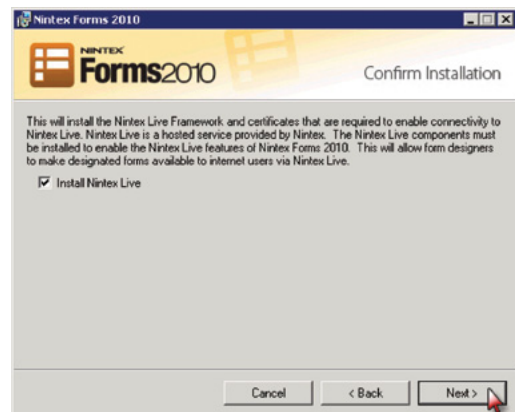 Nintex Forms 2010
NINTEX
Forms2010
Confirm Installation
This will install the Nintex Live Framework and certificates that are required to enable connectivity to
Nintex Live. Nintex Live is a hosted service provided by Nintex. The Nintex Live components must
be installed to enable the Nintex Live features of Nintex Forms 2010. This will allow form designers
to make designated forms available to internet users via Nintex Live.
Install Nintex Live
Cancel < Back Next >